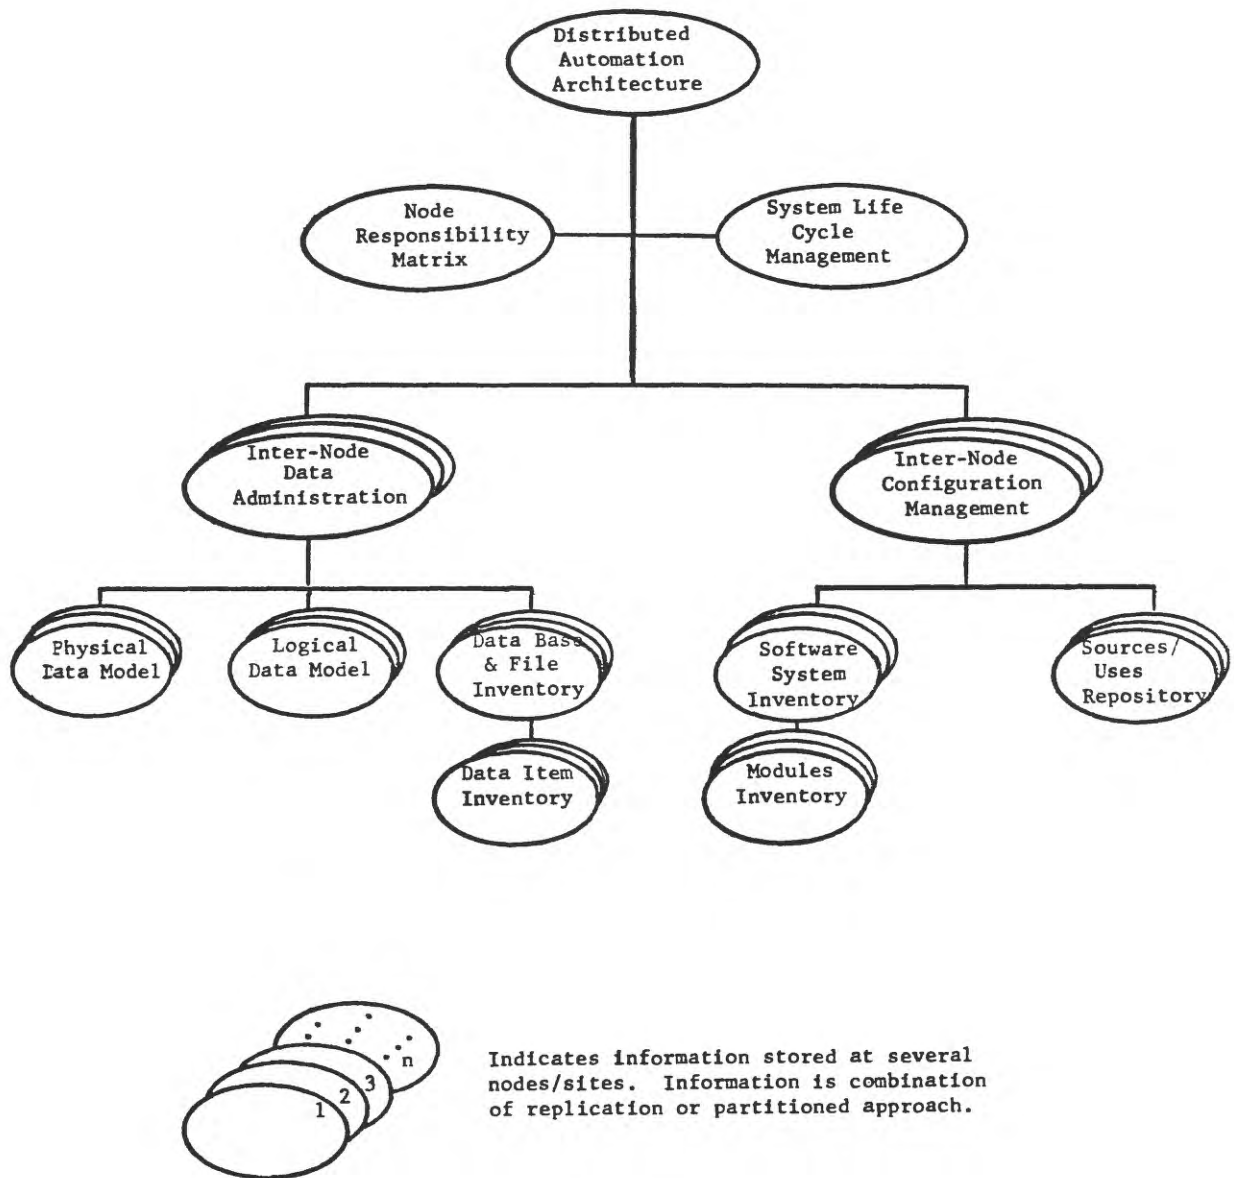 Distributed
Automation
Architecture
Node
Responsibility
Matrix
System Life
Cycle
Management
Inter-Node
Data
Administration
Inter-Node
Configuration
Management
Physical
Data Model
Logical
Data Model
Data Base
& File
Inventory
Software
System
Inventory
Sources/
Uses
Repository
Data Item
Inventory
Modules
Inventory
1
2
3
n
Indicates information stored at several
nodes/sites. Information is combination
of replication or partitioned approach.